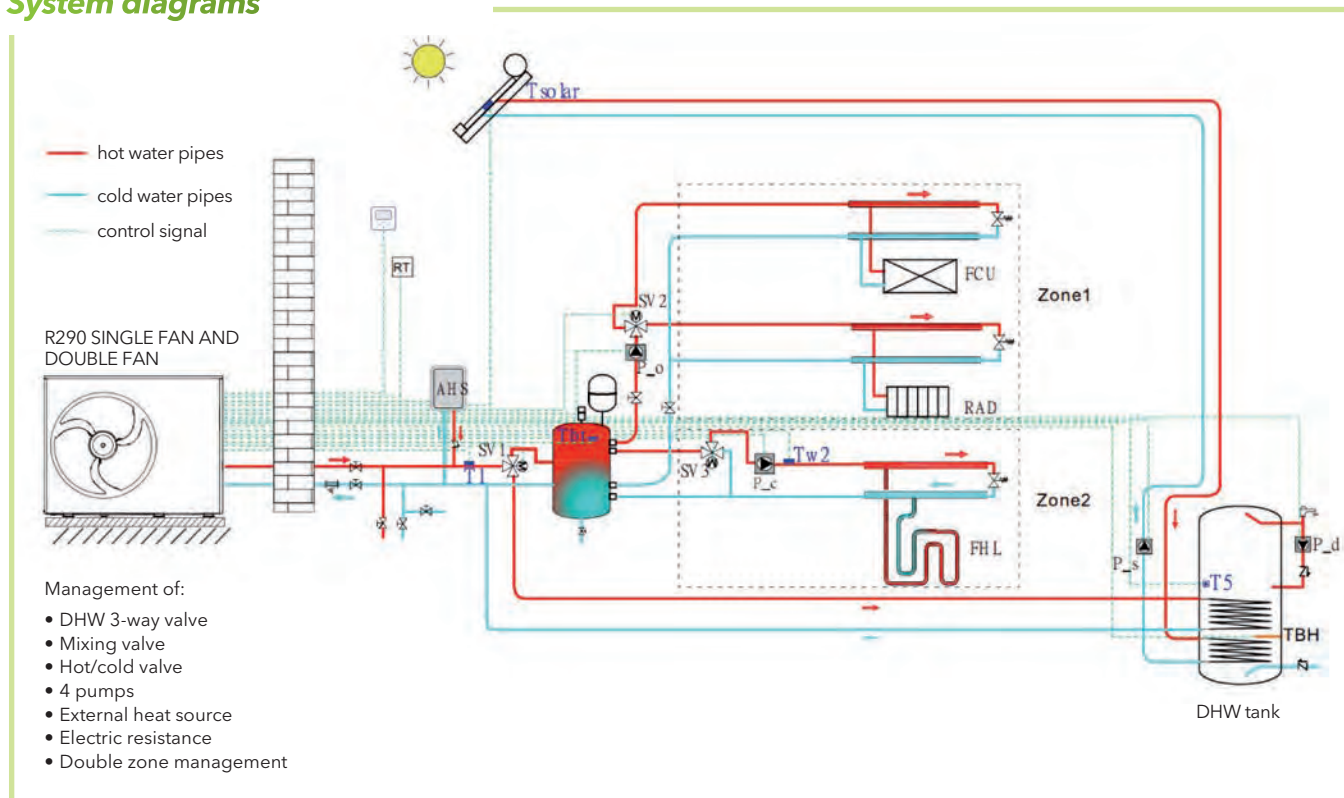 System diagrams
Tsolar
hot water pipes
cold water pipes
control signal
RT
FCU
Zone1
SV2
M
R290 SINGLE FAN AND
DOUBLE FAN
P_o
AHS
RAD
Tbt
SV1
M
T1
SV3
M
P_c
Tw2
Zone2
FHL
P_s
P_d
T5
TBH
Management of:
• DHW 3-way valve
• Mixing valve
• Hot/cold valve
• 4 pumps
• External heat source
• Electric resistance
• Double zone management
DHW tank